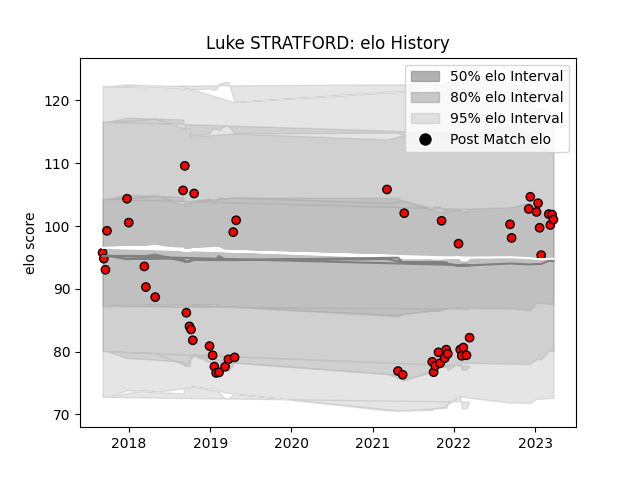 Luke STRATFORD: elo History
50% elo Interval
80% elo Interval
95% elo Interval
Post Match elo
elo score
120
110
100
90
80
70
2018 2019 2020 2021 2022 2023